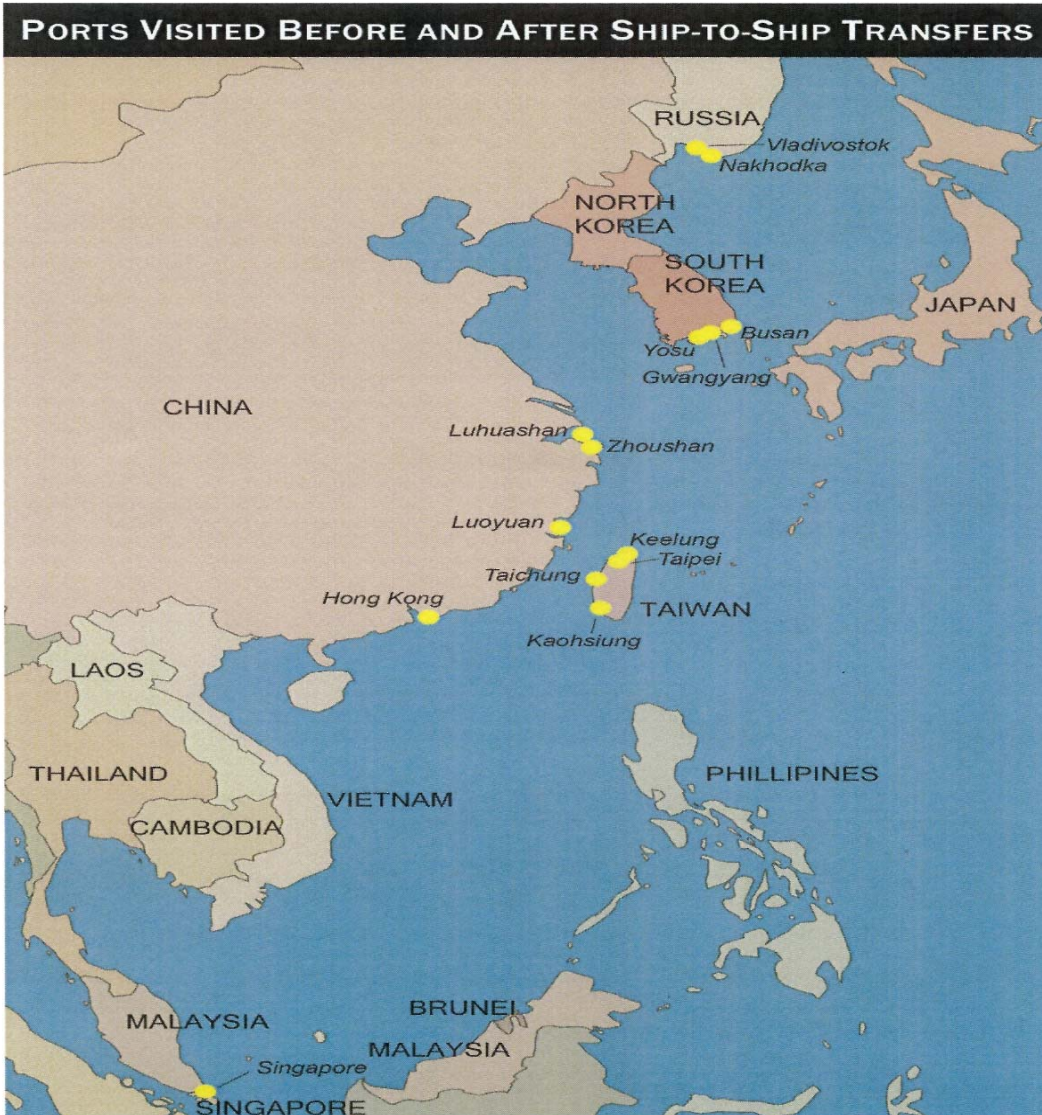 PORTS VISITED BEFORE AND AFTER SHIP-TO-SHIP TRANSFERS
RUSSIA
Vladivostok
Nakhodka
NORTH
KOREA
SOUTH
KOREA
JAPAN
Busan
Yosu
Gwangyang
CHINA
Luhuashan
Zhoushan
Luoyuan
Keelung
Taipei
Taichung
Hong Kong
TAIWAN
Kaohsiung
LAOS
THAILAND
VIETNAM
PHILLIPINES
CAMBODIA
BRUNEI
MALAYSIA
MALAYSIA
Singapore
SINGAPORE